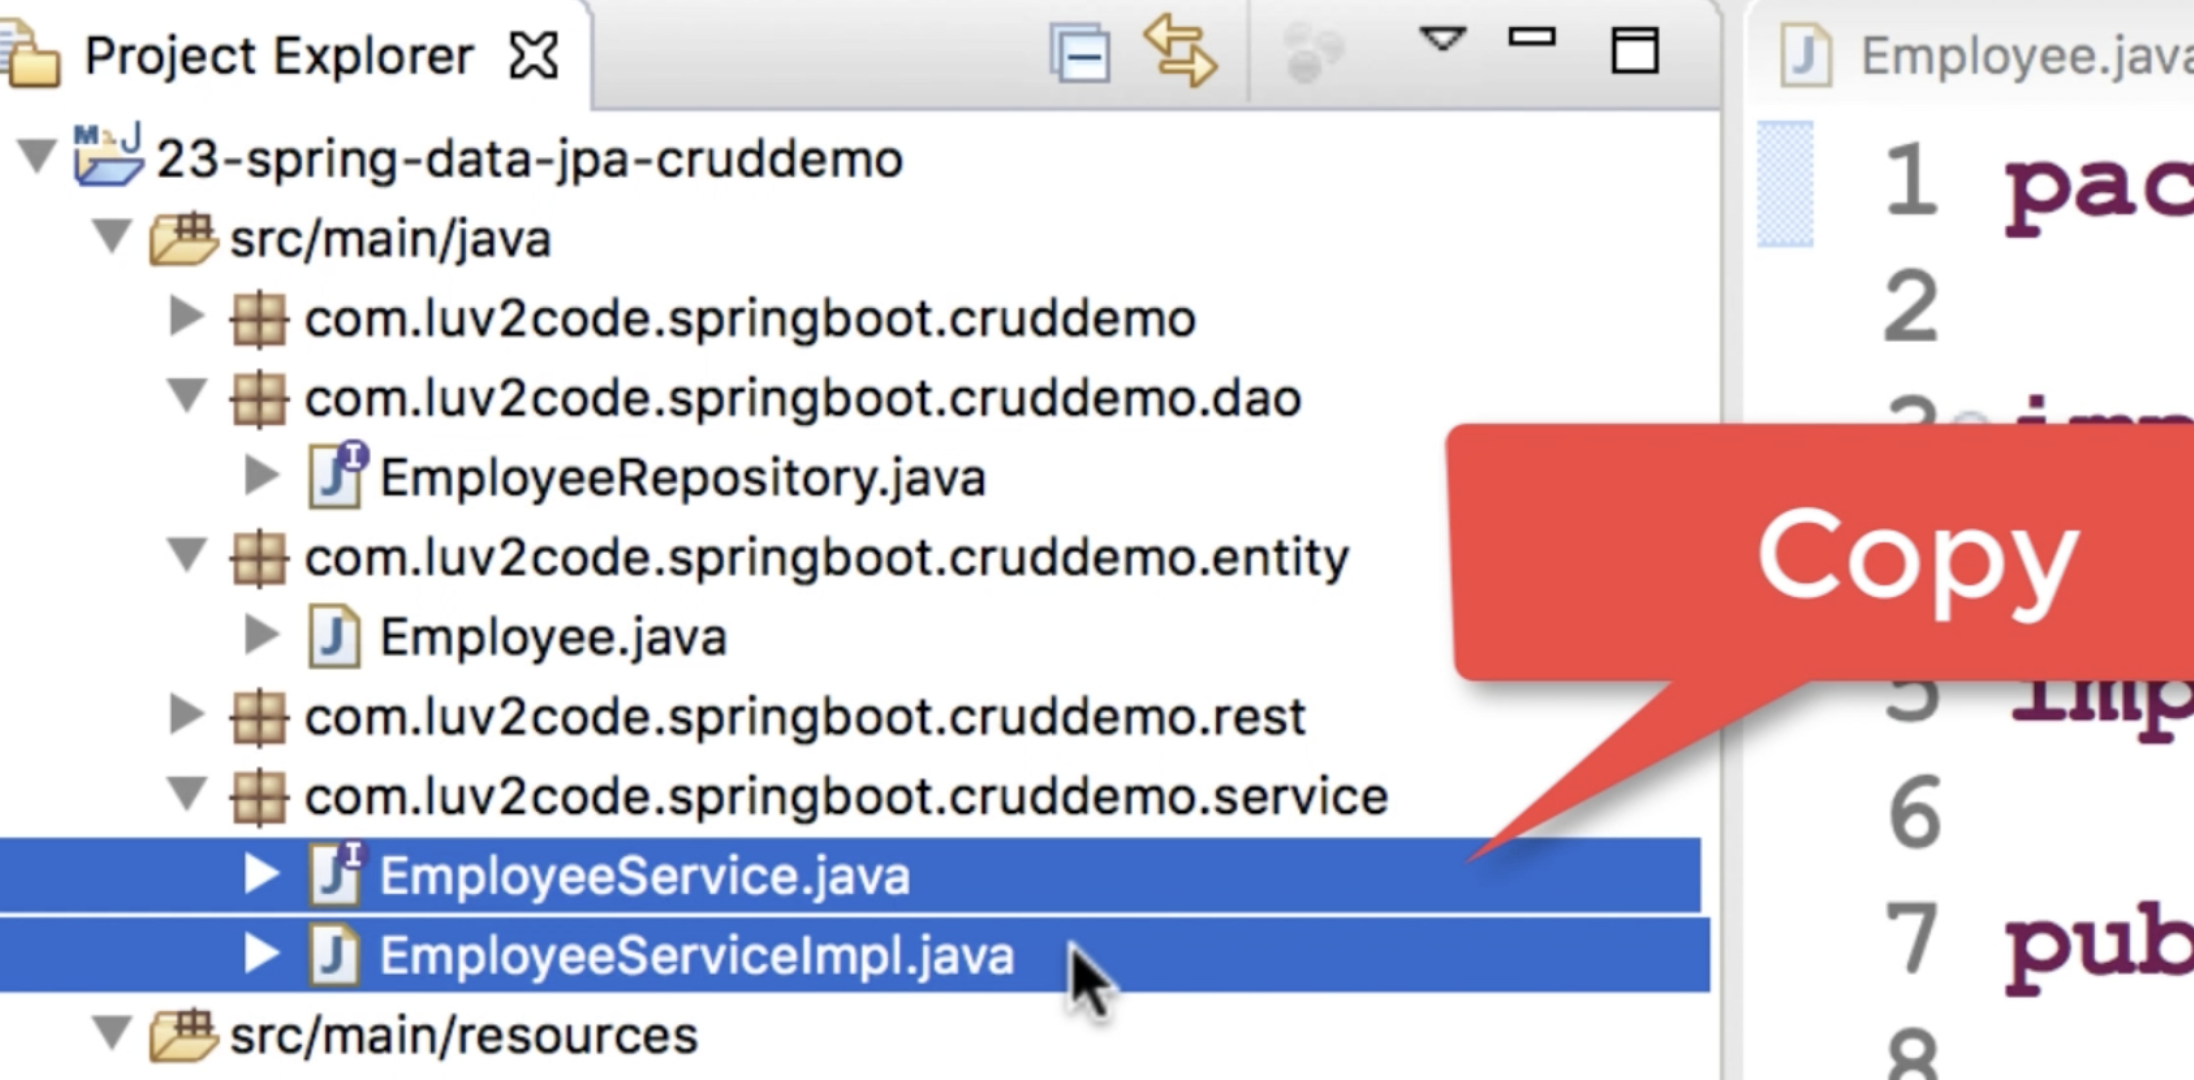 Project Explorer
23-spring-data-jpa-cruddemo
src/main/java
com.luv2code.springboot.cruddemo
com.luv2code.springboot.cruddemo.dao
EmployeeRepository.java
com.luv2code.springboot.cruddemo.entity
Employee.java
com.luv2code.springboot.cruddemo.rest
com.luv2code.springboot.cruddemo.service
EmployeeService.java
EmployeeServiceImpl.java
src/main/resources
Copy
Employee.java
1 pac
2
3 imp
5 imp
6
7 pub
8